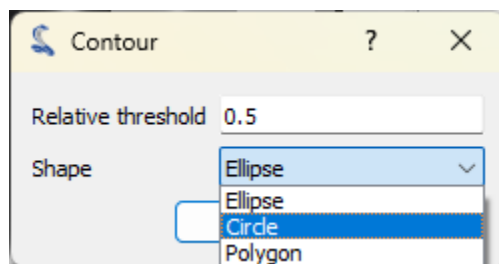 Contour ?
Relative threshold 0.5
Shape Ellipse
Ellipse
Circle
Polygon